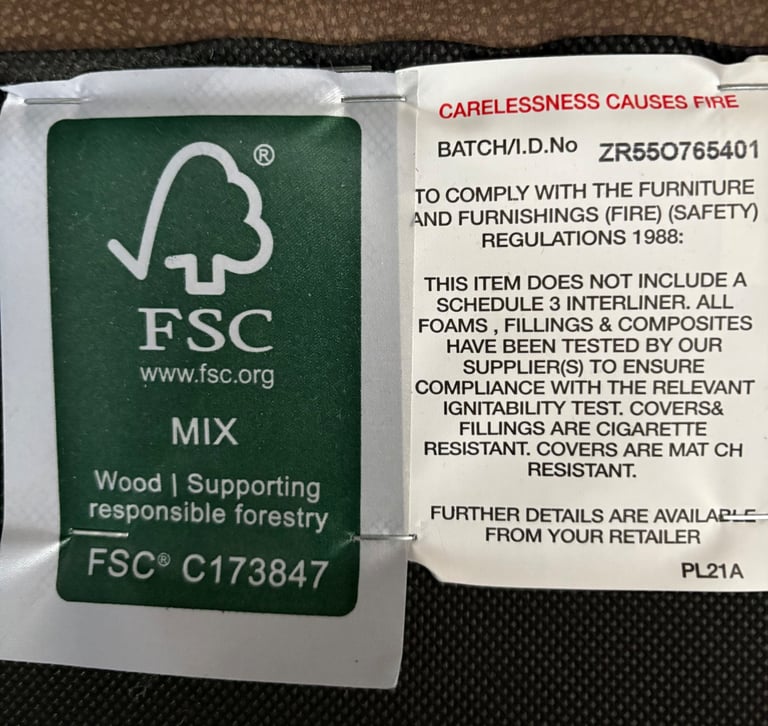 ®
FSC
www.fsc.org
MIX
Wood | Supporting
responsible forestry
FSC® C173847
CARELESSNESS CAUSES FIRE
BATCH/I.D.No ZR55O765401
TO COMPLY WITH THE FURNITURE
AND FURNISHINGS (FIRE) (SAFETY)
REGULATIONS 1988:
THIS ITEM DOES NOT INCLUDE A
SCHEDULE 3 INTERLINER. ALL
FOAMS , FILLINGS & COMPOSITES
HAVE BEEN TESTED BY OUR
SUPPLIER(S) TO ENSURE
COMPLIANCE WITH THE RELEVANT
IGNITABILITY TEST. COVERS&
FILLINGS ARE CIGARETTE
RESISTANT. COVERS ARE MAT CH
RESISTANT.
FURTHER DETAILS ARE AVAILABLE
FROM YOUR RETAILER
PL21A